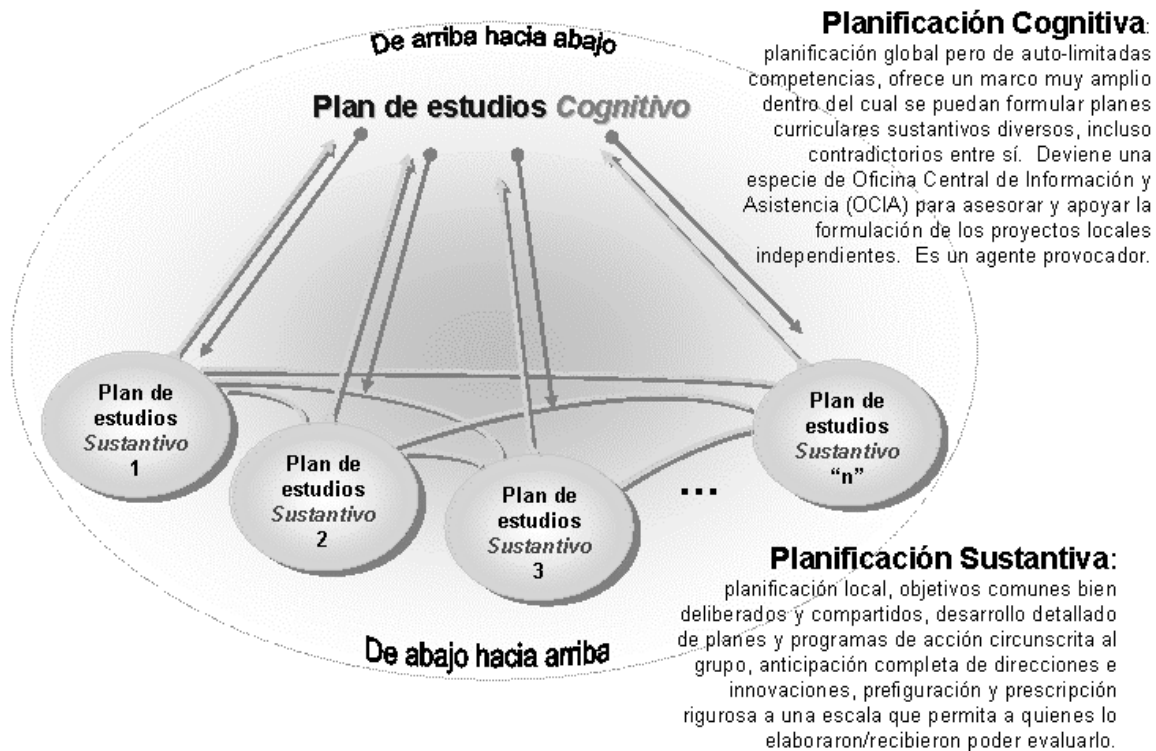 De arriba hacia abajo
Plan de estudios Cognitivo
Planificación Cognitiva:
planificación global pero de auto-limitadas
competencias, ofrece un marco muy amplio
dentro del cual se puedan formular planes
curriculares sustantivos diversos, incluso
contradictorios entre sí. Deviene una
especie de Oficina Central de Información y
Asistencia (OCIA) para asesorar y apoyar la
formulación de los proyectos locales
independientes. Es un agente provocador.
Plan de
estudios
Sustantivo
1
Plan de
estudios
Sustantivo
2
Plan de
estudios
Sustantivo
3
...
Plan de
estudios
Sustantivo
“n”
De abajo hacia arriba
Planificación Sustantiva:
planificación local, objetivos comunes bien
deliberados y compartidos, desarrollo detallado
de planes y programas de acción circunscrita al
grupo, anticipación completa de direcciones e
innovaciones, prefiguración y prescripción
rigurosa a una escala que permita a quienes lo
elaboraron/recibieron poder evaluarlo.